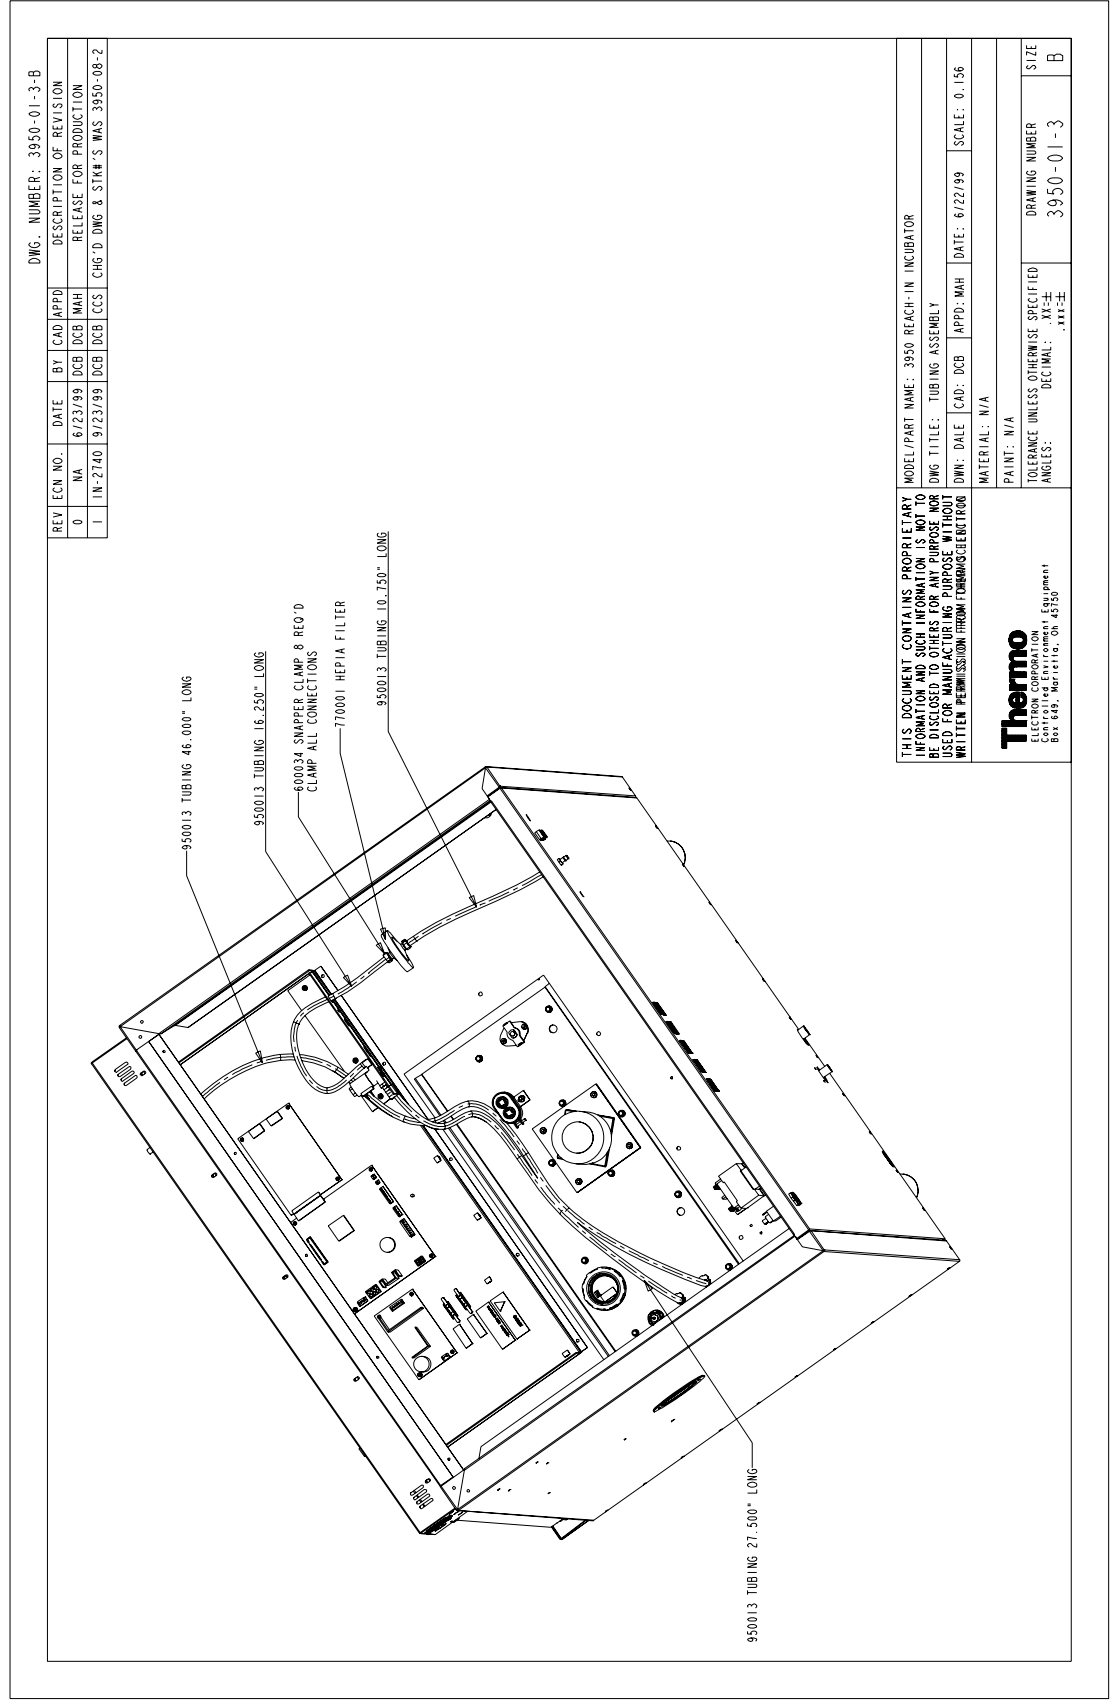 DWG. NUMBER: 3950-01-3-B
REV ECN NO. DATE BY CAD APPD DESCRIPTION OF REVISION
0 NA 6/23/99 DCB DCB MAH RELEASE FOR PRODUCTION
1 IN-2740 9/23/99 DCB DCB CCS CHG'D DWG & STK#'S WAS 3950-08-2
950013 TUBING 46.000" LONG
950013 TUBING 16.250" LONG
600034 SNAPPER CLAMP 8 REQ'D
CLAMP ALL CONNECTIONS
770001 HEPIA FILTER
950013 TUBING 10.750" LONG
950013 TUBING 27.500" LONG
THIS DOCUMENT CONTAINS PROPRIETARY
INFORMATION AND SUCH INFORMATION IS NOT TO
BE DISCLOSED TO OTHERS FOR ANY PURPOSE NOR
USED FOR MANUFACTURING PURPOSE WITHOUT
WRITTEN PERMISSION FROM
MODEL/PART NAME: 3950 REACH-IN INCUBATOR
DWG TITLE: TUBING ASSEMBLY
DWN: DALE CAD: DCB APPD: MAH DATE: 6/22/99 SCALE: 0.156
MATERIAL: N/A
PAINT: N/A
Thermo
ELECTRON CORPORATION
Controlled Environment Equipment
Box 649, Marietta, Oh 45750
TOLERANCE UNLESS OTHERWISE SPECIFIED
ANGLES: DECIMAL: .XX=±
.XXX=±
DRAWING NUMBER
3950-01-3
SIZE
B